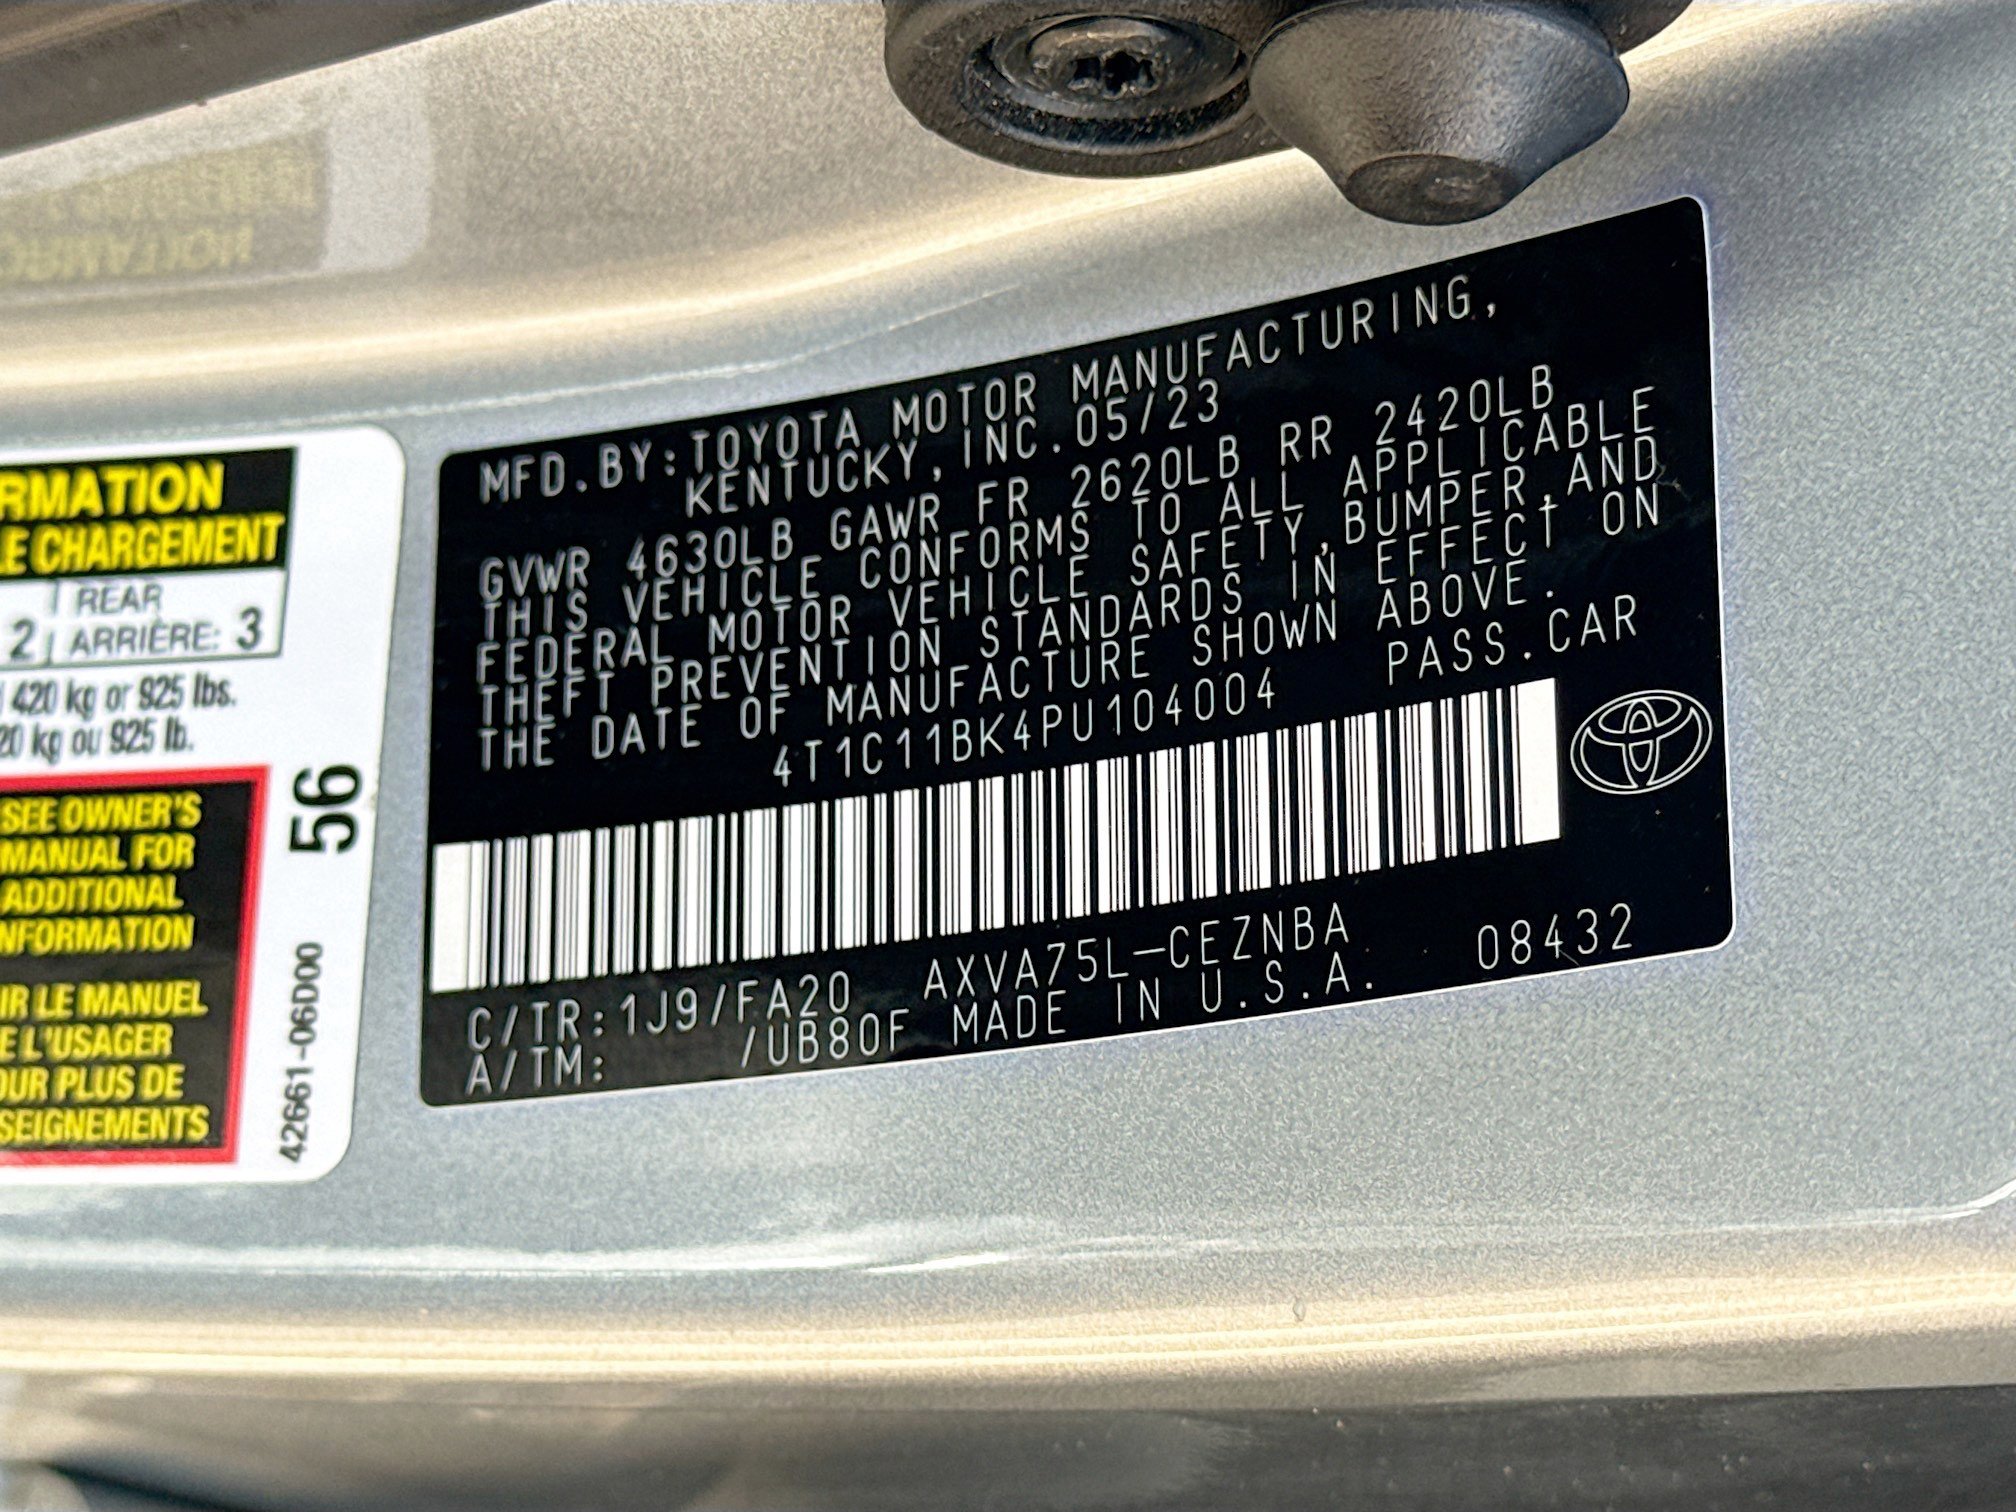 RMATION
LE CHARGEMENT
2
REAR
ARRIÈRE: 3
420 kg or 925 lbs.
20 kg ou 925 lb.
SEE OWNER'S
MANUAL FOR
ADDITIONAL
NFORMATION
IR LE MANUEL
E L'USAGER
OUR PLUS DE
SEIGNEMENTS
56
42661-06D00
MFD.BY:TOYOTA MOTOR MANUFACTURING,
KENTUCKY,INC.05/23
GVWR 4630LB GAWR FR 2620LB RR 2420LB
THIS VEHICLE CONFORMS TO ALL APPLICABLE
FEDERAL MOTOR VEHICLE SAFETY,BUMPER,AND
THEFT PREVENTION STANDARDS IN EFFECT ON
THE DATE OF MANUFACTURE SHOWN ABOVE.
4T1C11BK4PU104004 PASS.CAR
C/TR:1J9/FA20 AXVA75L-CEZNBA 08432
A/TM: /UB80F MADE IN U.S.A.